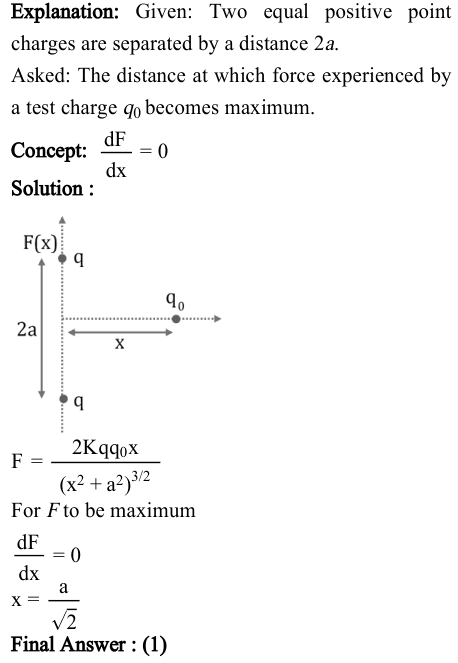 Explanation: Given: Two equal positive point
charges are separated by a distance 2a.
Asked: The distance at which force experienced by
a test charge q₀ becomes maximum.
Concept: dF/dx = 0
Solution :
F(x)
q
q₀
2a
x
q
F = 2Kqq₀x/(x² + a²)^3/2
For F to be maximum
dF/dx = 0
x = a/√2
Final Answer : (1)